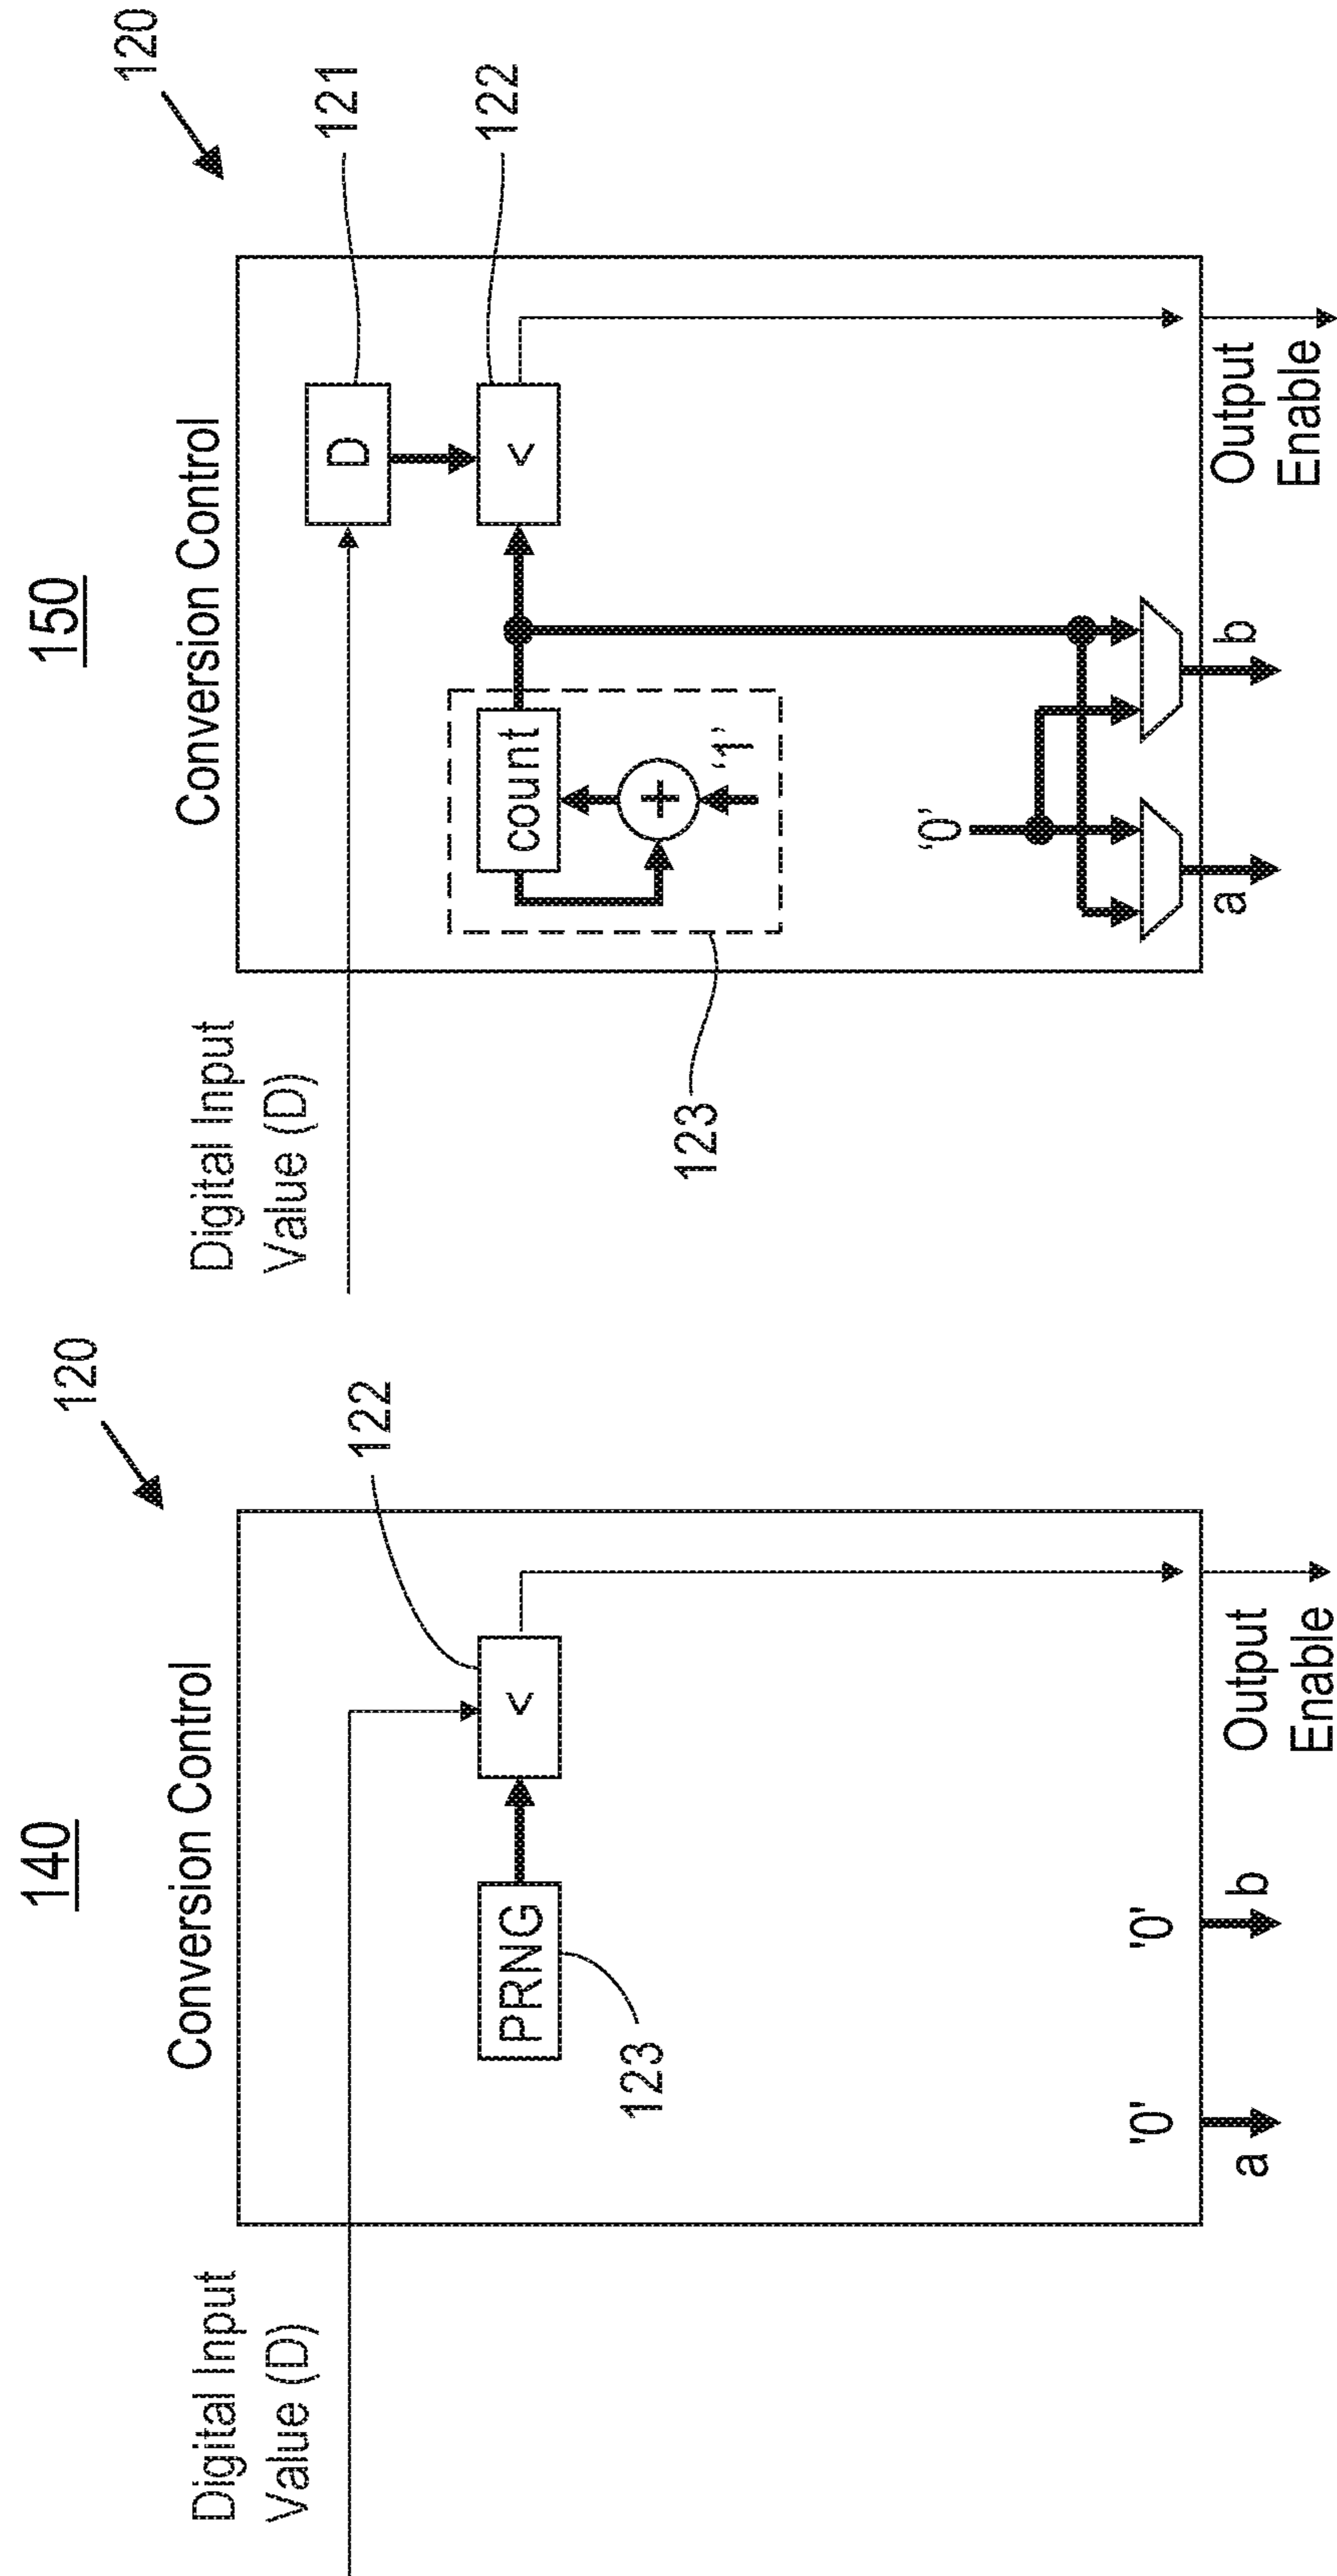 140
120
Conversion Control
Digital Input
Value (D)
122
<
PRNG
123
'0'
'0'
a
b
Output
Enable
150
120
Conversion Control
Digital Input
Value (D)
121
D
122
<
count
+
'1'
123
'0'
a
b
Output
Enable